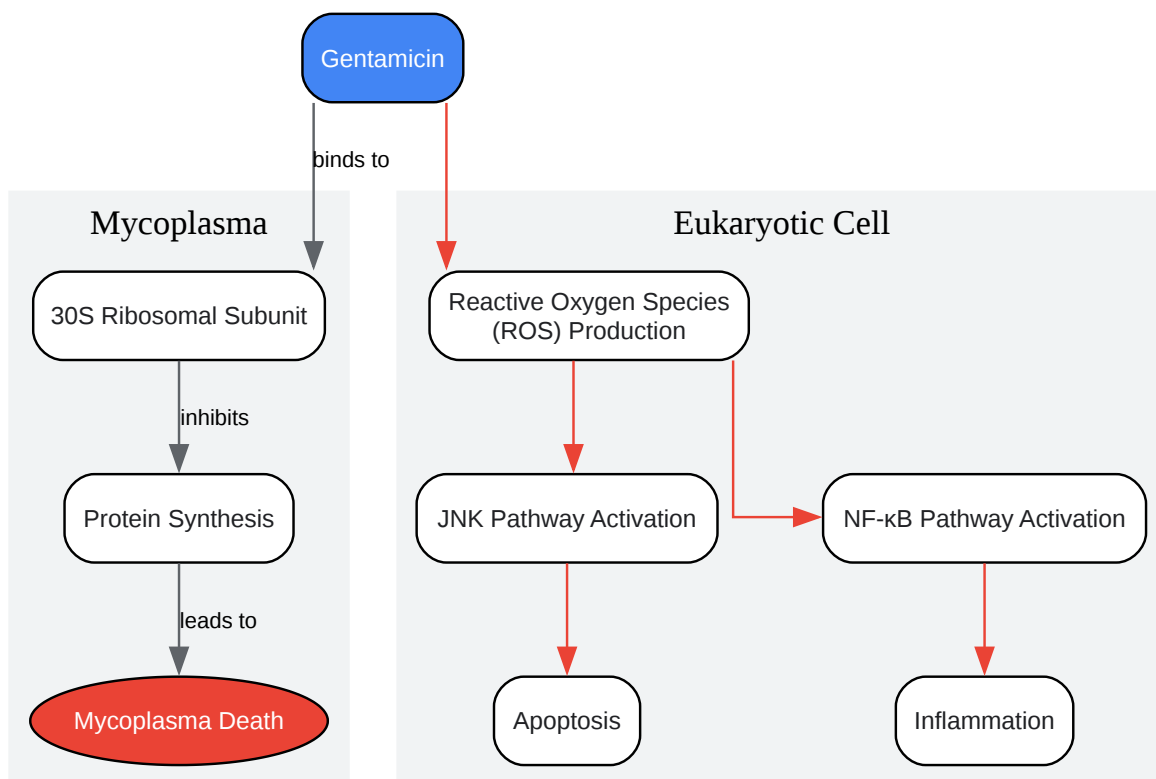 Gentamicin
binds to
Mycoplasma
Eukaryotic Cell
30S Ribosomal Subunit
Reactive Oxygen Species
(ROS) Production
inhibits
Protein Synthesis
JNK Pathway Activation
NF-κB Pathway Activation
leads to
Mycoplasma Death
Apoptosis
Inflammation